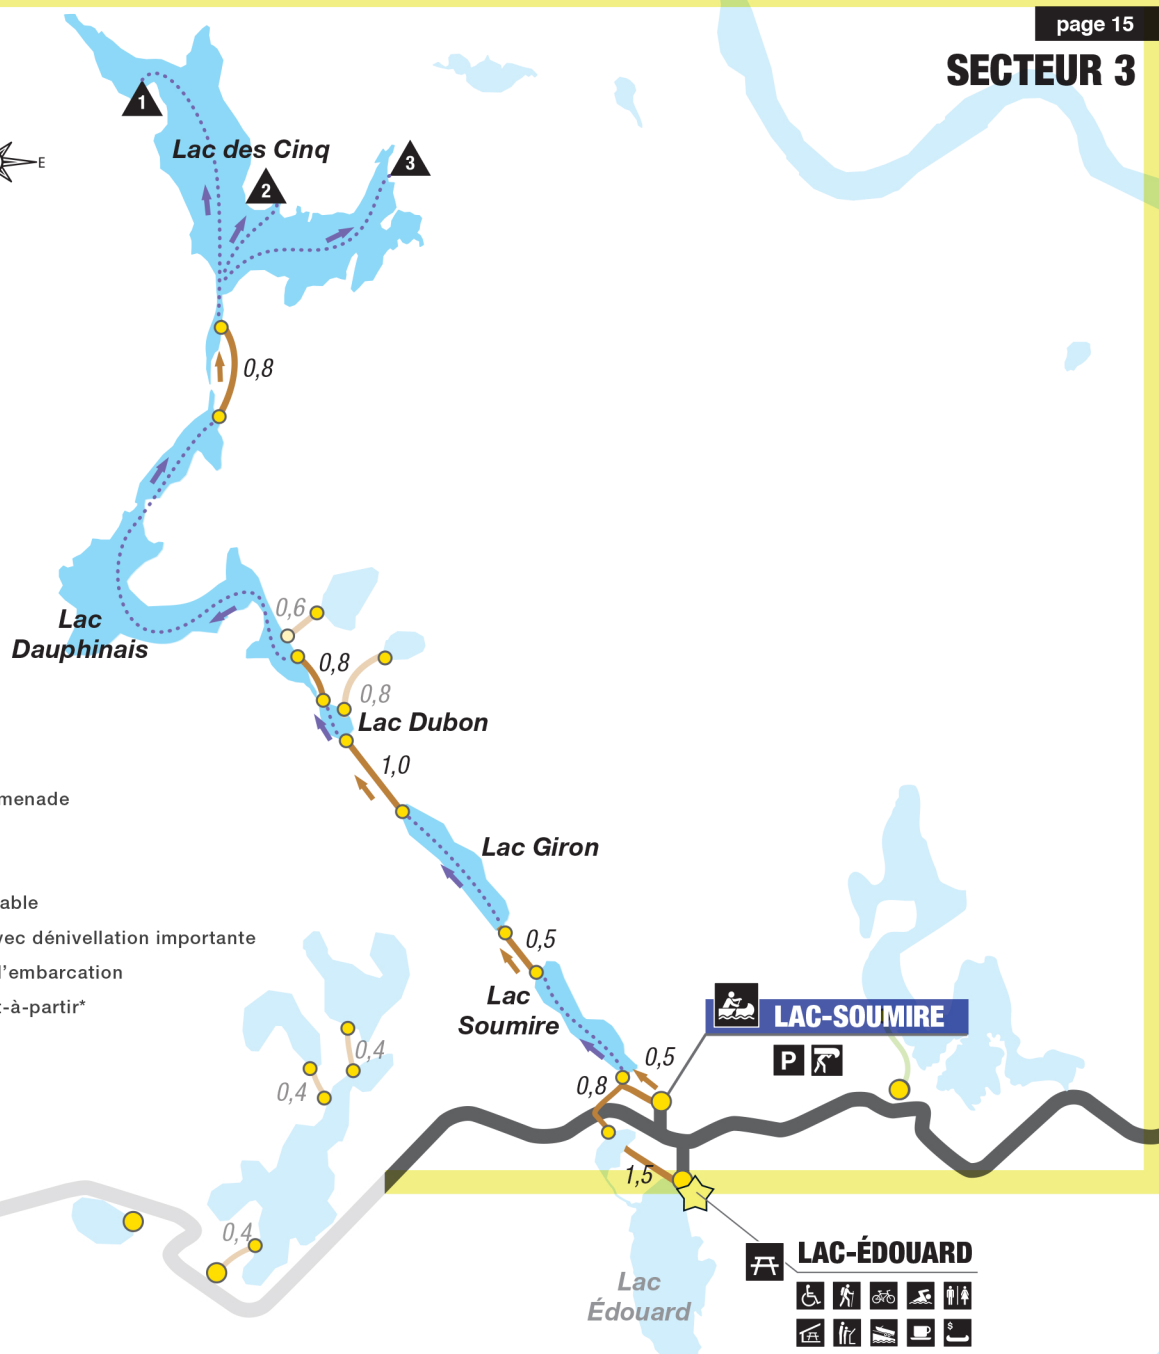 page 15
SECTEUR 3
1
Lac des Cinq
2
3
E
0,8
Lac
Dauphinais
0,6
0,8
0,8
Lac Dubon
1,0
menade
Lac Giron
able
vec dénivellation importante
0,5
l'embarcation
t-à-partir*
Lac
Soumire
LAC-SOUMIRE
P
0,5
0,8
0,4
0,4
1,5
0,4
LAC-ÉDOUARD
Lac
Édouard
$